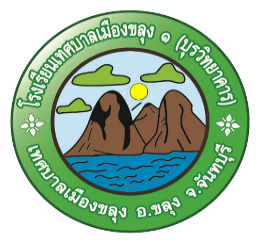 โรงเรียนเทศบาลเมืองขลุง ๑ (บุรวิทยาคาร)
เทศบาลเมืองขลุง อ.ขลุง จ.จันทบุรี